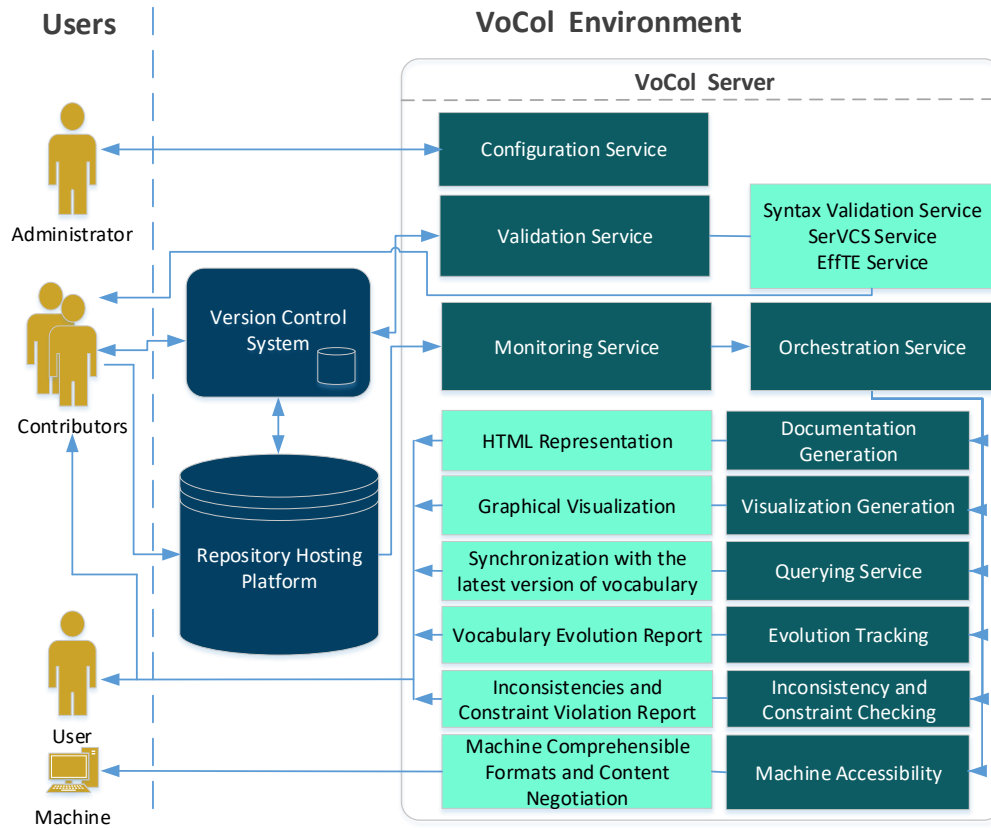 Users
VoCol Environment
VoCol Server
Administrator
Configuration Service
Validation Service
Syntax Validation Service
SerVCS Service
EffTE Service
Contributors
Version Control
System
Monitoring Service
Orchestration Service
HTML Representation
Documentation
Generation
Graphical Visualization
Visualization Generation
Repository Hosting
Platform
Synchronization with the
latest version of vocabulary
Querying Service
Vocabulary Evolution Report
Evolution Tracking
User
Inconsistencies and
Constraint Violation Report
Inconsistency and
Constraint Checking
Machine
Machine Comprehensible
Formats and Content
Negotiation
Machine Accessibility